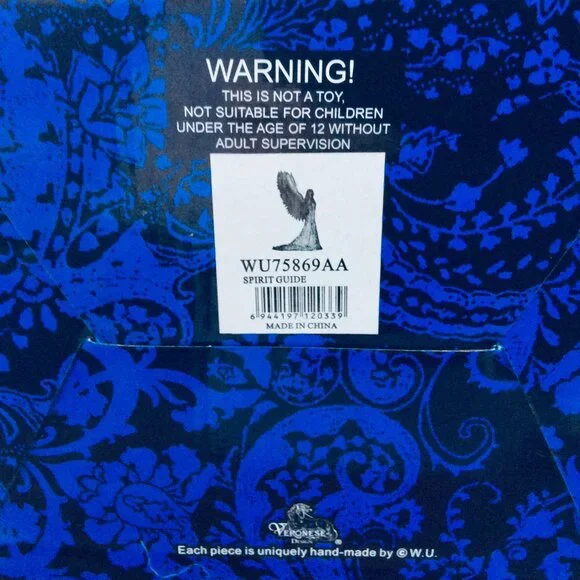 WARNING!
THIS IS NOT A TOY,
NOT SUITABLE FOR CHILDREN
UNDER THE AGE OF 12 WITHOUT
ADULT SUPERVISION
WU75869AA
SPIRIT GUIDE
6 944197 120339
MADE IN CHINA
VERONESE
DESIGN ®
Each piece is uniquely hand-made by © W.U.